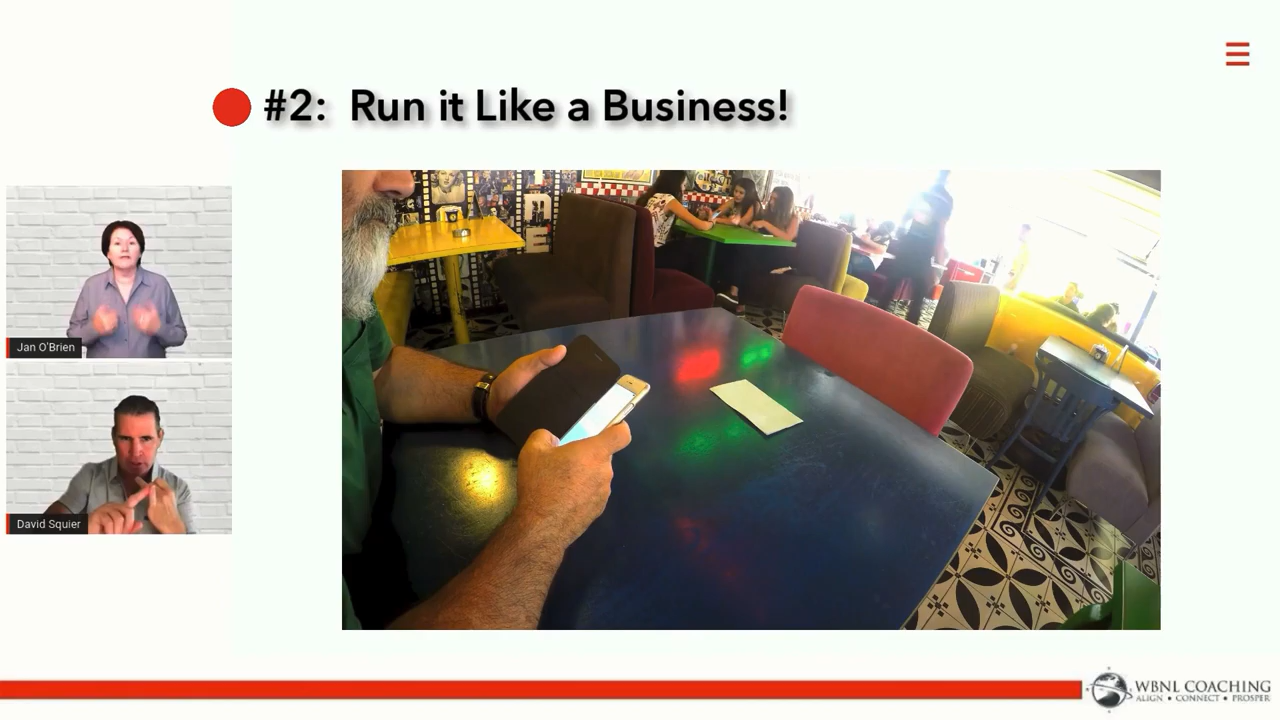 #2: Run it Like a Business!
Jan O'Brien
David Squier
WBNL COACHING
ALIGN • CONNECT • PROSPER